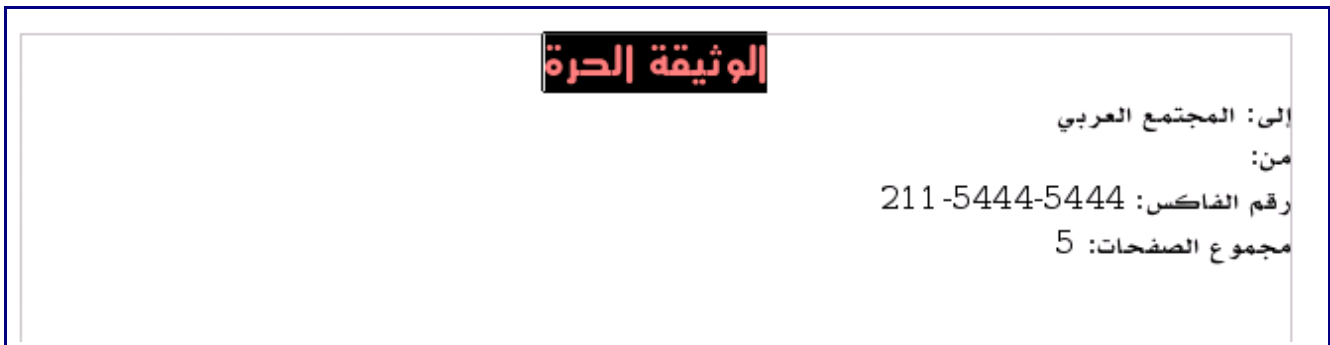 الوثيقة الحرة
إلى: المجتمع العربي
من:
رقم الفاكس: 5444-5444-211
مجموع الصفحات: 5